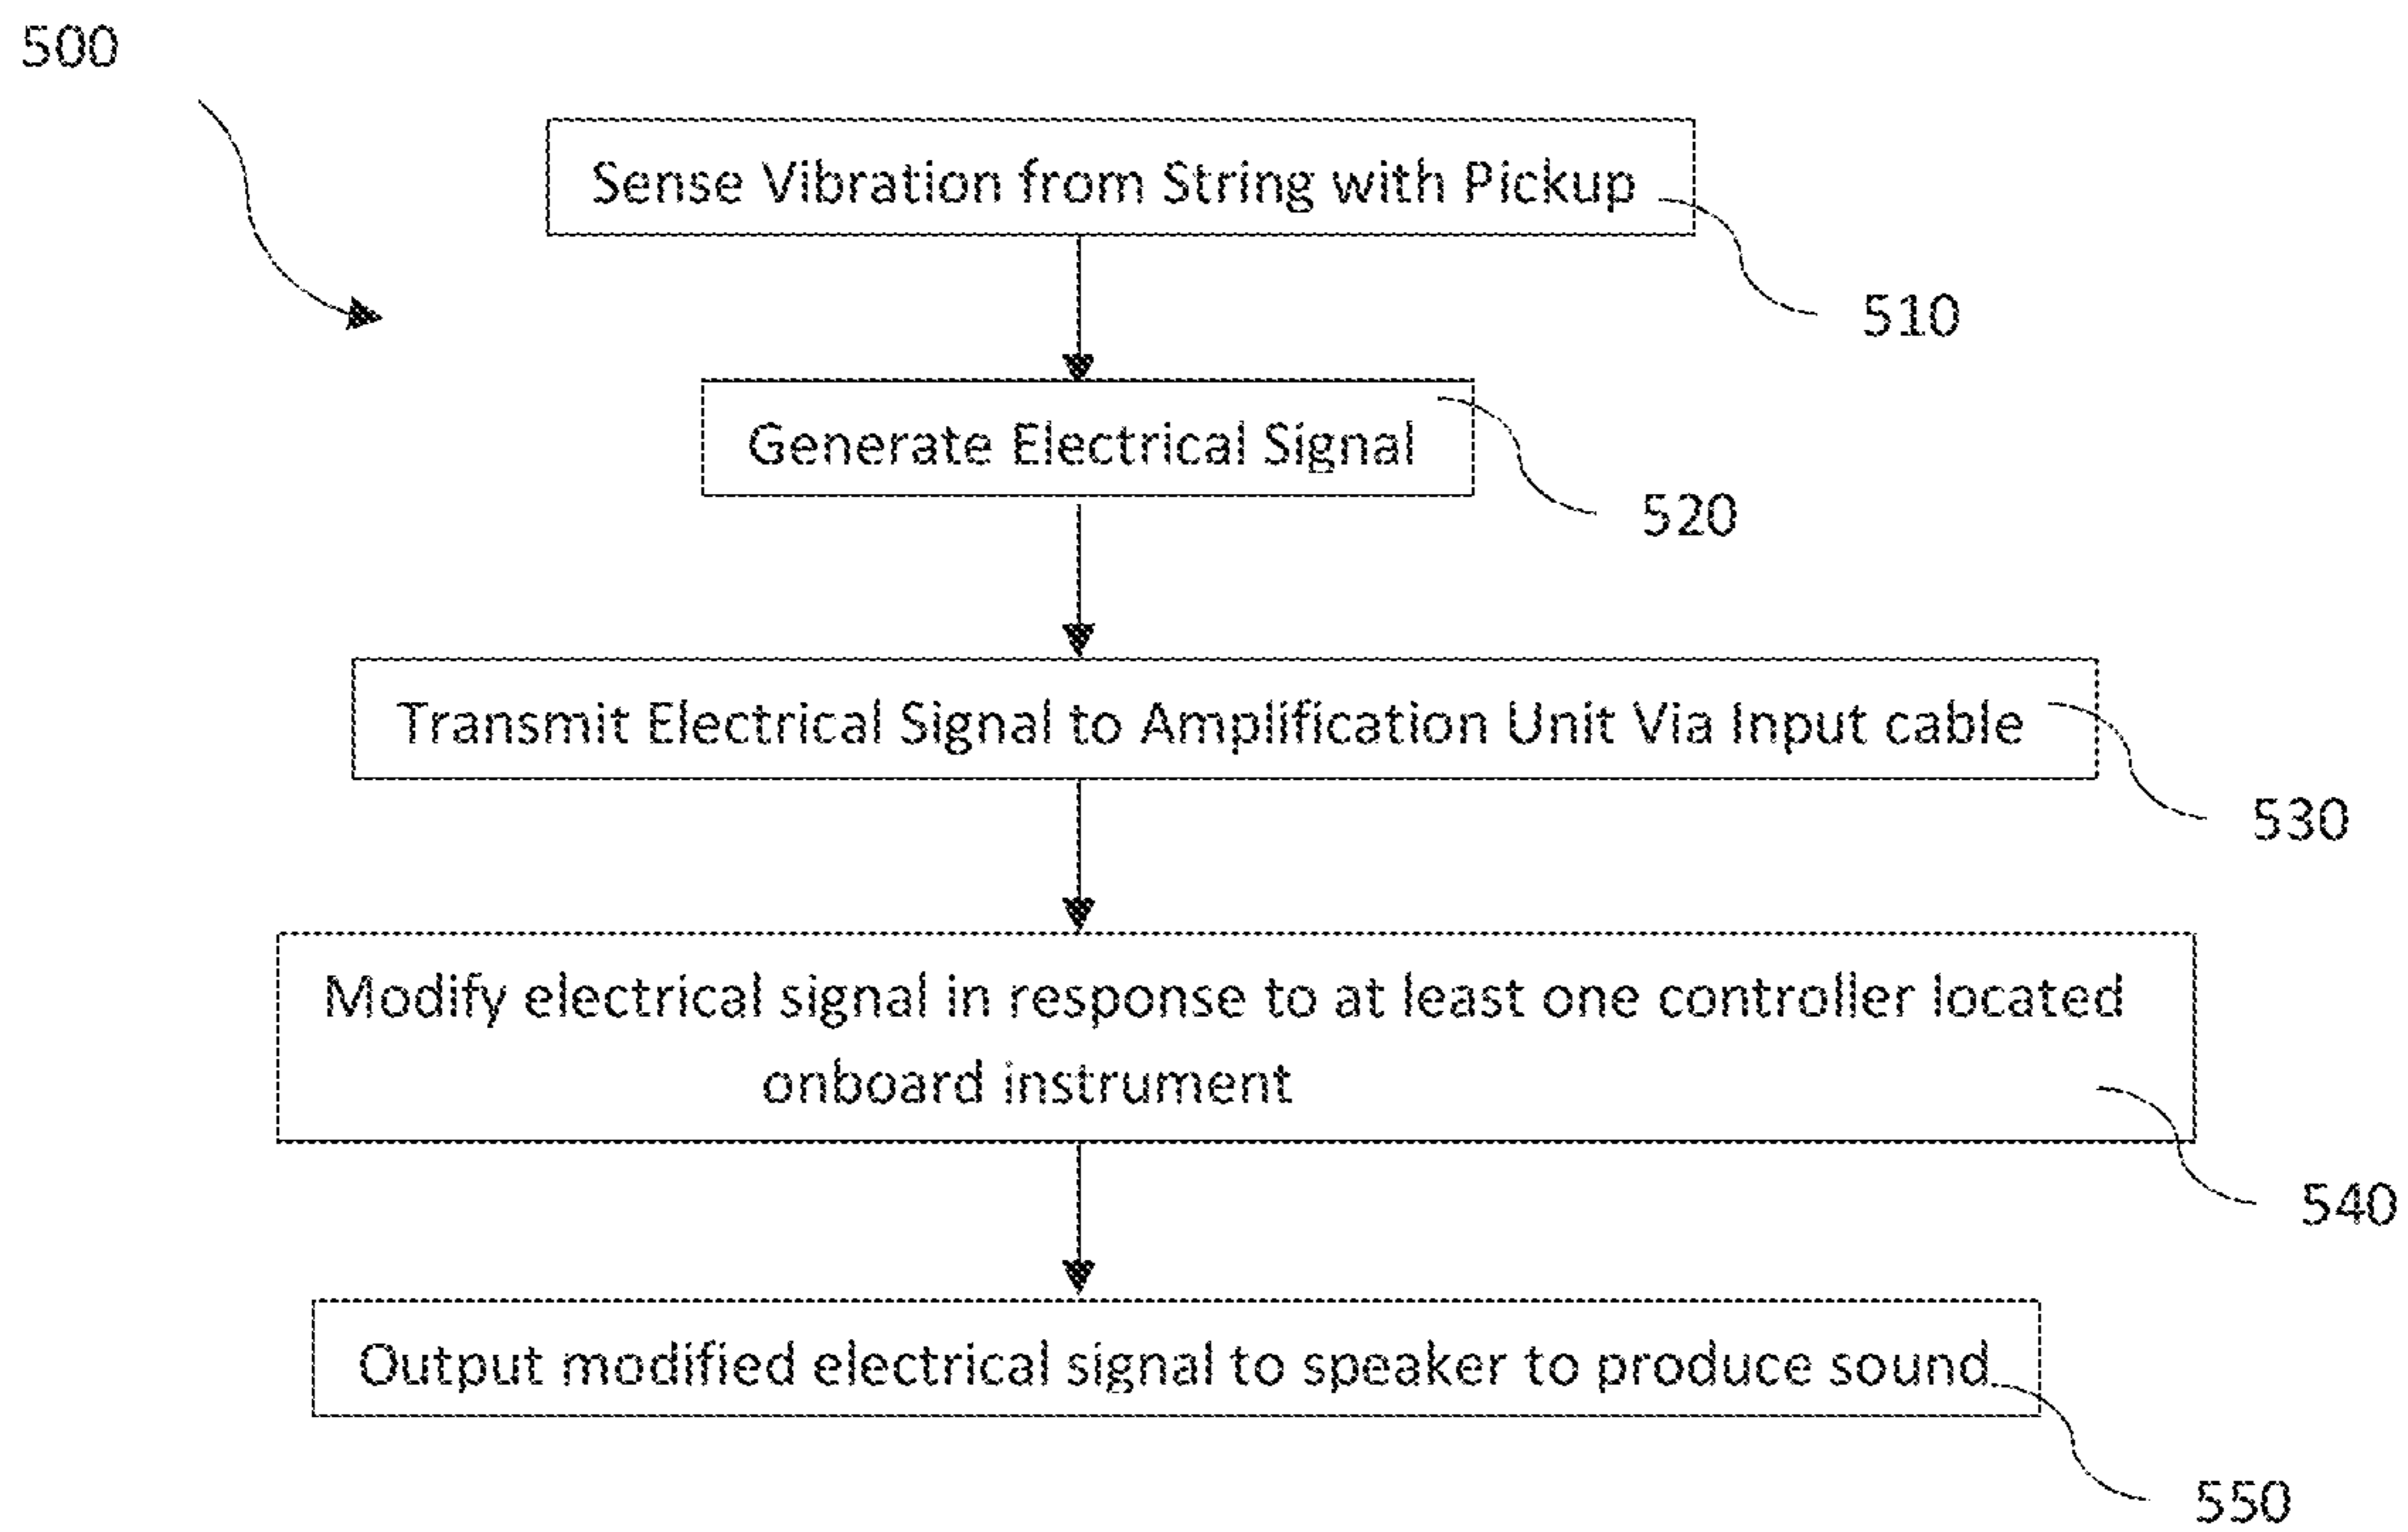 500
Sense Vibration from String with Pickup
510
Generate Electrical Signal
520
Transmit Electrical Signal to Amplification Unit Via Input cable
530
Modify electrical signal in response to at least one controller located
onboard instrument
540
Output modified electrical signal to speaker to produce sound
550